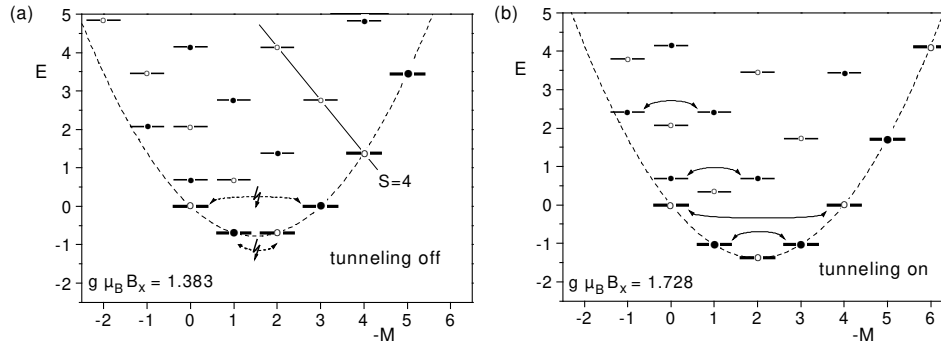 (a)
5
4
E
3
2
1
S=4
0
-1
tunneling off
-2
g μB Bx = 1.383
-2 -1 0 1 2 3 4 5 6
-M
(b)
5
4
E
3
2
1
0
-1
tunneling on
-2
g μB Bx = 1.728
-2 -1 0 1 2 3 4 5 6
-M